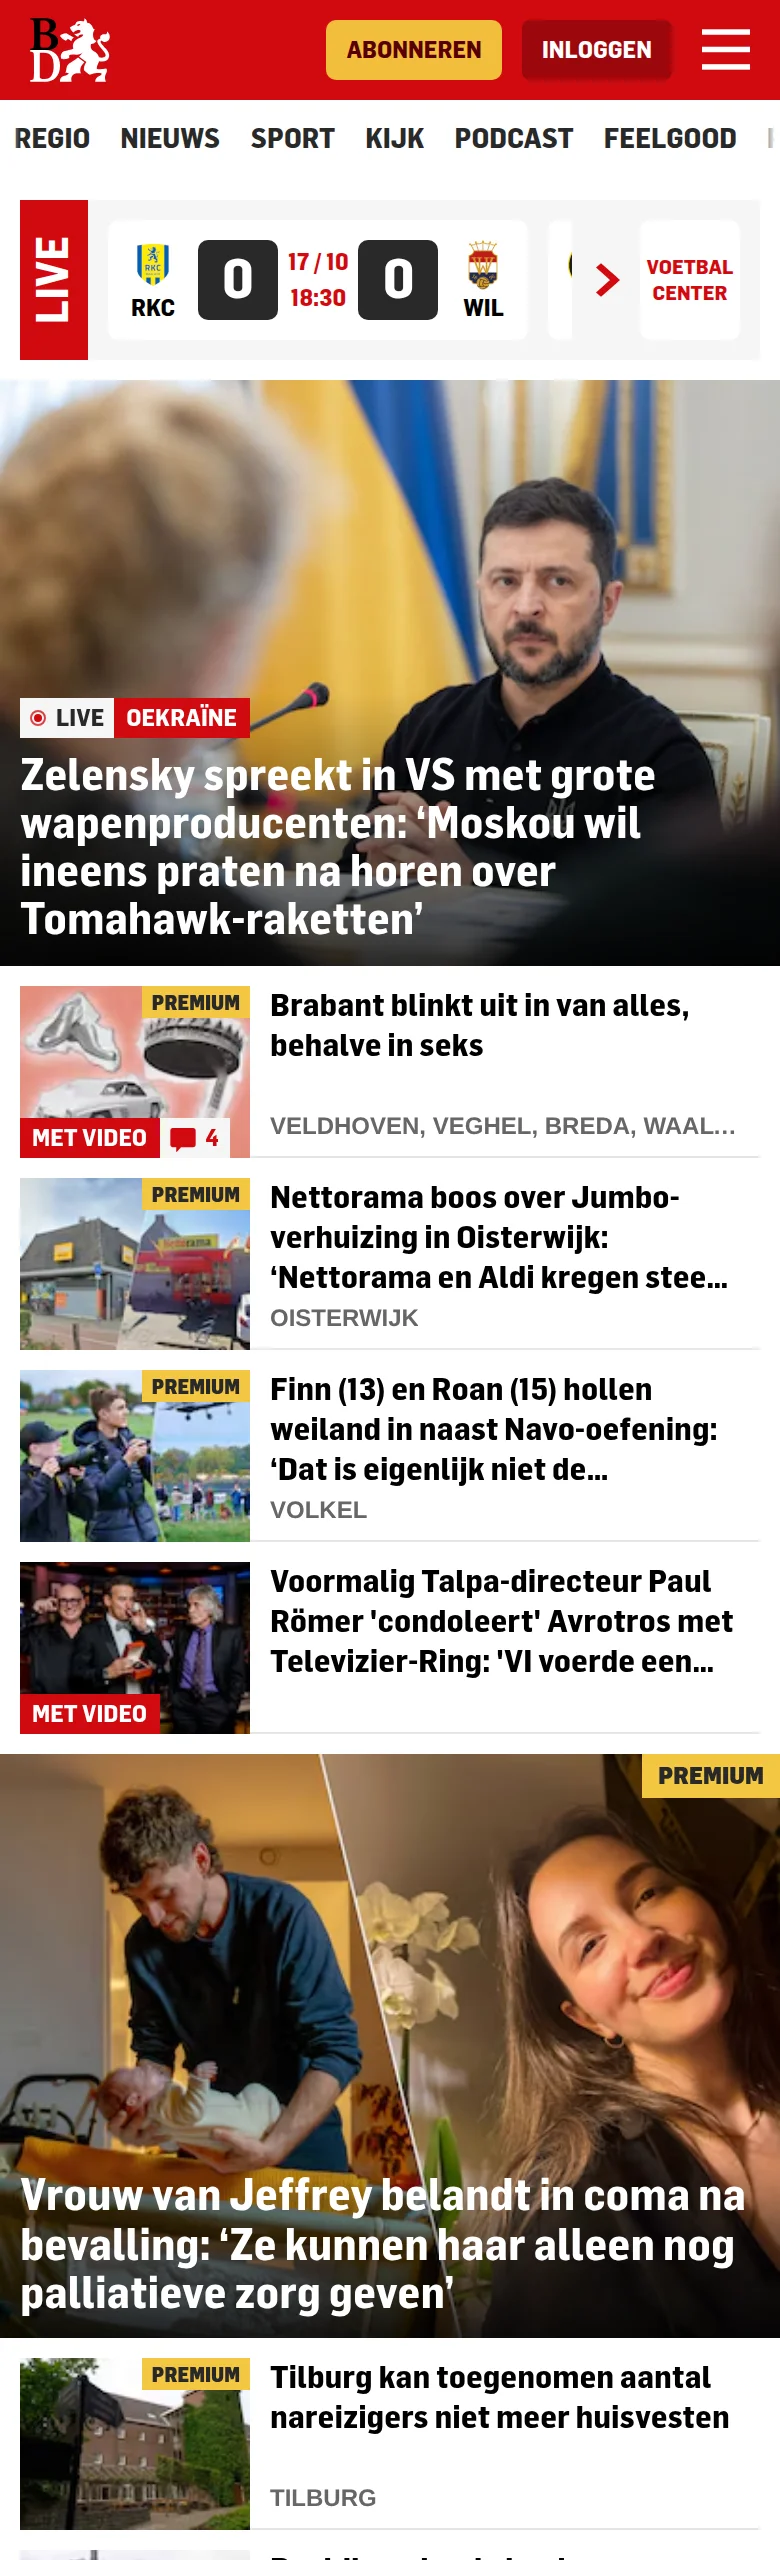 BD
ABONNEREN
INLOGGEN
REGIO NIEUWS SPORT KIJK PODCAST FEELGOOD
LIVE
RKC
0
17 / 10
18:30
0
WIL
VOETBAL
CENTER
LIVE OEKRAÏNE
Zelensky spreekt in VS met grote
wapenproducenten: ‘Moskou wil
ineens praten na horen over
Tomahawk-raketten’
PREMIUM
MET VIDEO 4
Brabant blinkt uit in van alles,
behalve in seks
VELDHOVEN, VEGHEL, BREDA, WAAL…
PREMIUM
Nettorama boos over Jumbo-
verhuizing in Oisterwijk:
‘Nettorama en Aldi kregen stee…
OISTERWIJK
PREMIUM
Finn (13) en Roan (15) hollen
weiland in naast Navo-oefening:
‘Dat is eigenlijk niet de…
VOLKEL
MET VIDEO
Voormalig Talpa-directeur Paul
Römer 'condoleert' Avrotros met
Televizier-Ring: 'VI voerde een…
PREMIUM
Vrouw van Jeffrey belandt in coma na
bevalling: ‘Ze kunnen haar alleen nog
palliatieve zorg geven’
PREMIUM
Tilburg kan toegenomen aantal
nareizigers niet meer huisvesten
TILBURG